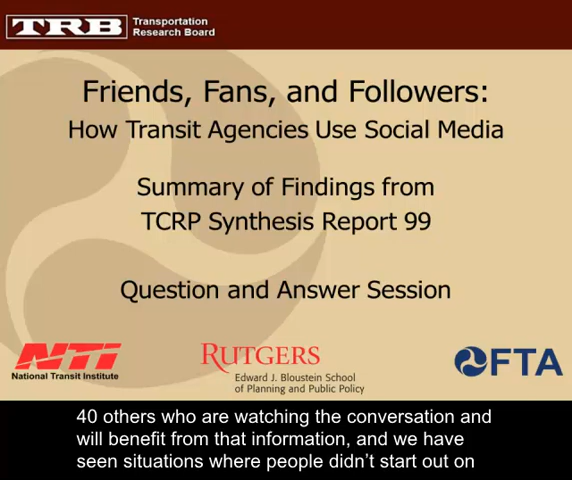 TRB Transportation
Research Board
Friends, Fans, and Followers:
How Transit Agencies Use Social Media
Summary of Findings from
TCRP Synthesis Report 99
Question and Answer Session
NTI
National Transit Institute
RUTGERS
Edward J. Bloustein School
of Planning and Public Policy
FTA
40 others who are watching the conversation and
will benefit from that information, and we have
seen situations where people didn't start out on